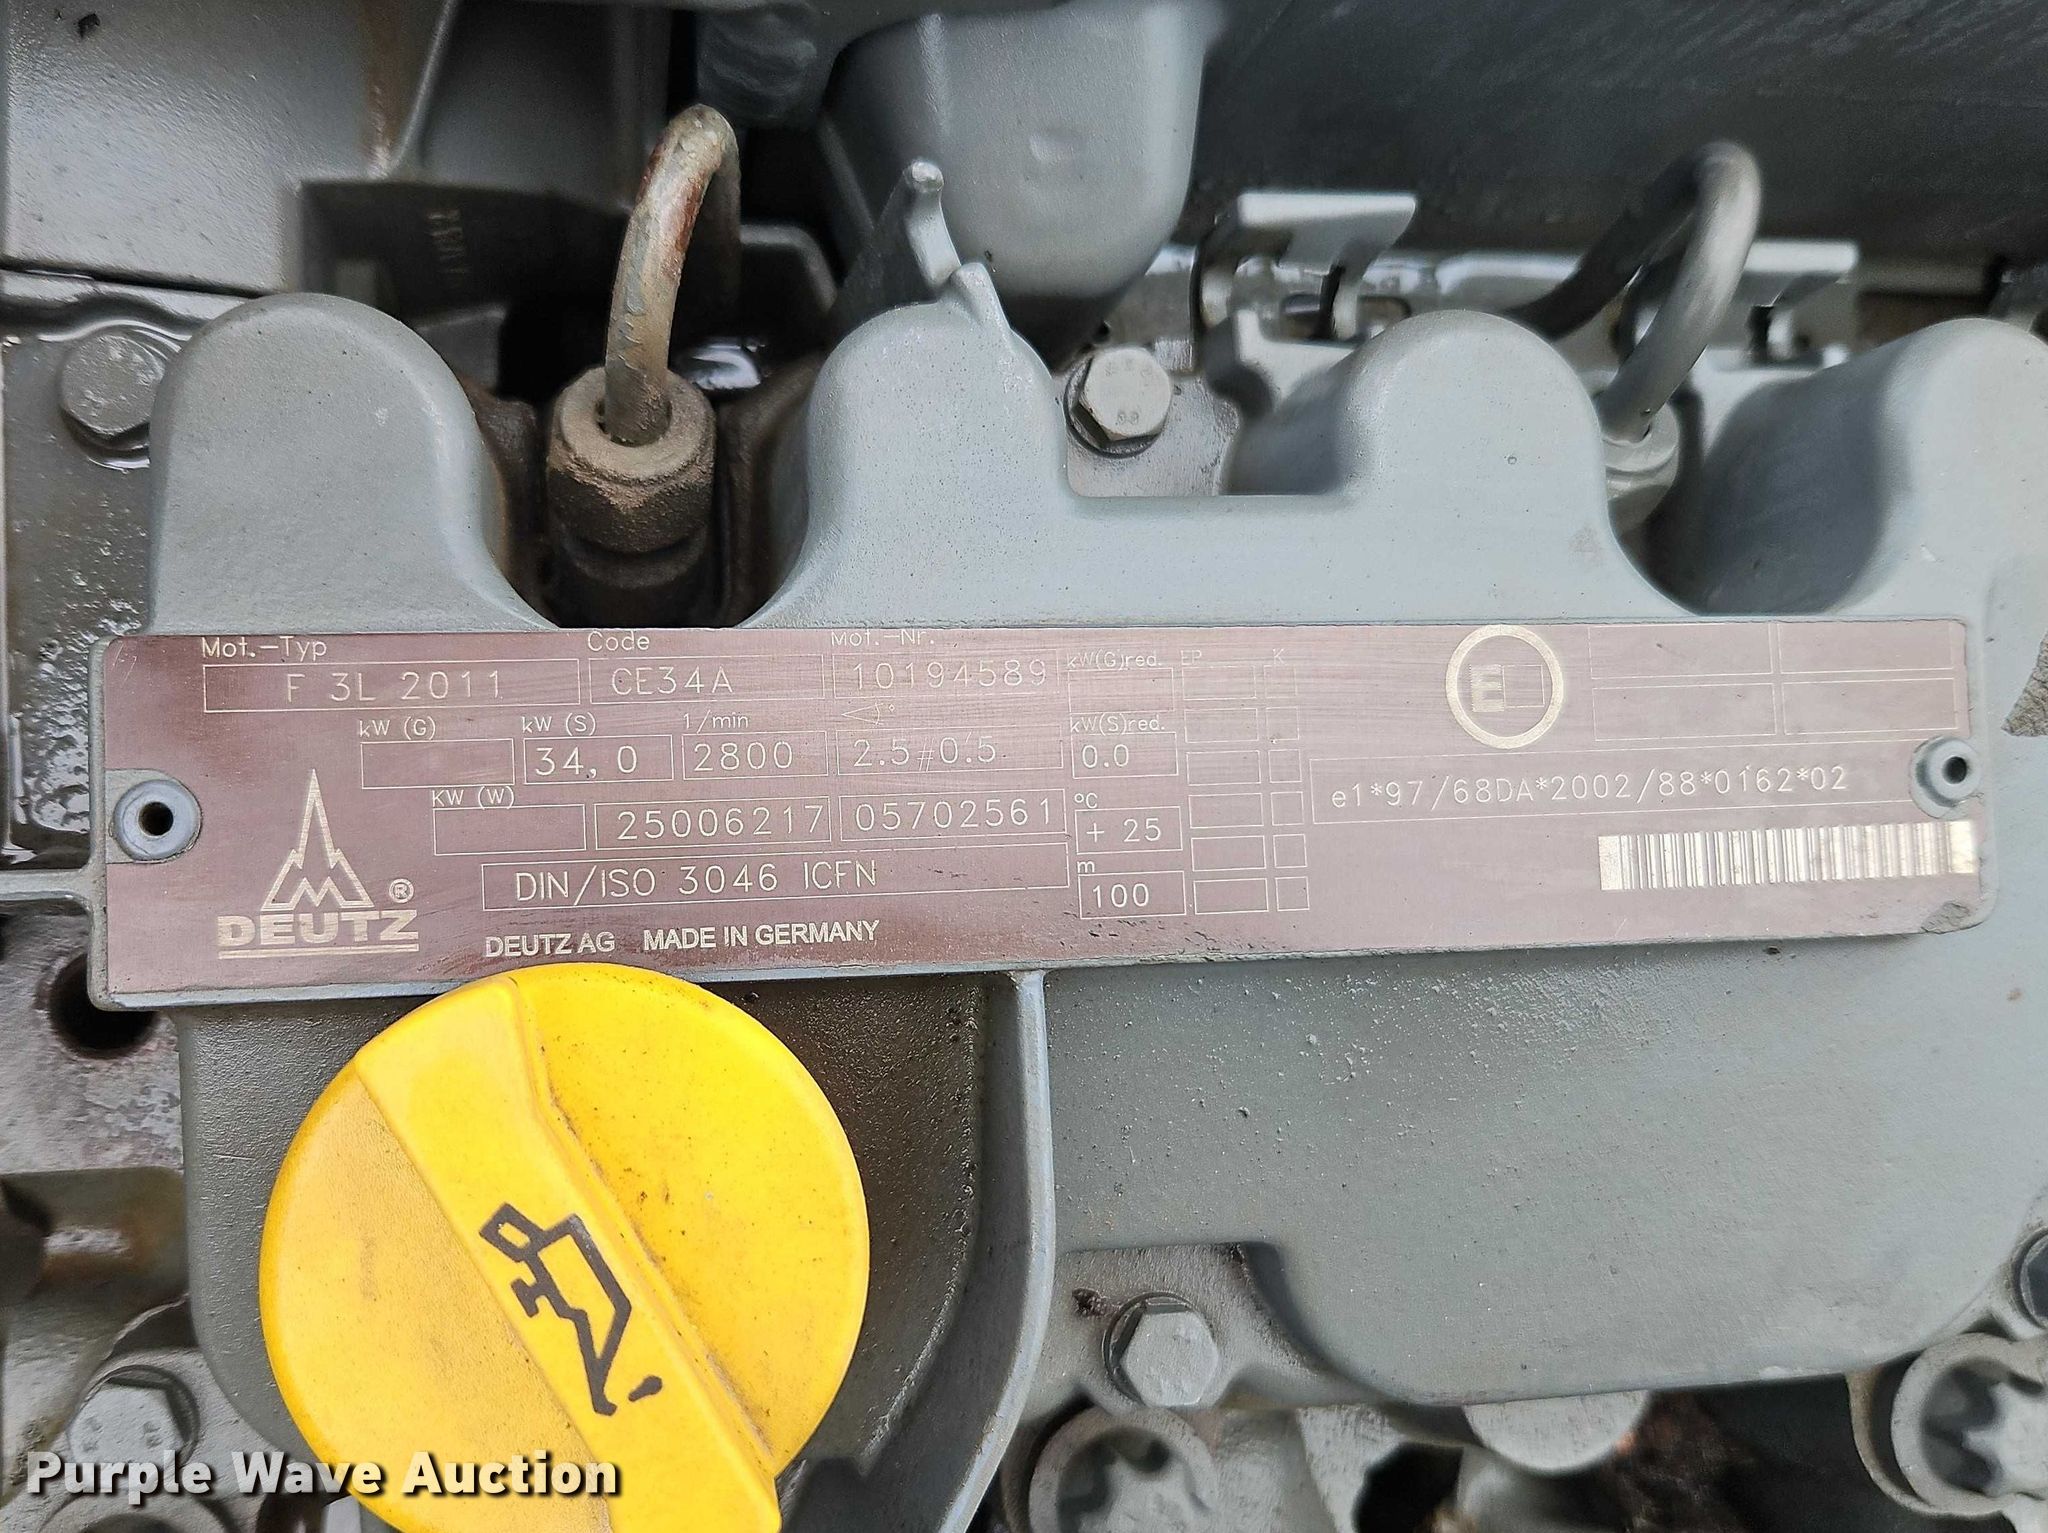 Mot.-Typ Code Mot.-Nr.
F 3L 2011 CE34A 10194589 kW(G)red. EP K
kW (G) kW (S) 1/min °
34,0 2800 2.5#0.5 kW(S)red. 0.0
KW (W) °C
25006217 05702561 + 25
DIN/ISO 3046 ICFN m 100
E
e1*97/68DA*2002/88*0162*02
DEUTZ ®
DEUTZ AG MADE IN GERMANY
Purple Wave Auction